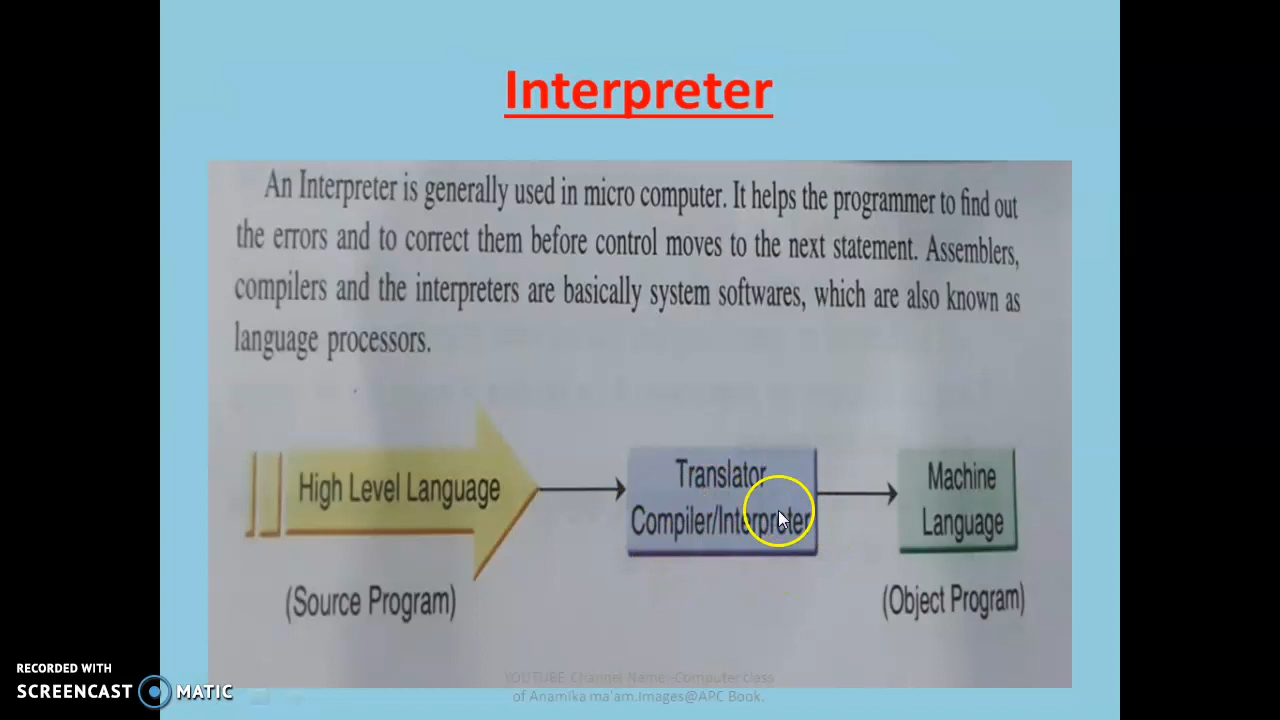 Interpreter
An Interpreter is generally used in micro computer. It helps the programmer to find out
the errors and to correct them before control moves to the next statement. Assemblers,
compilers and the interpreters are basically system softwares, which are also known as
language processors.
High Level Language
(Source Program)
Translator
Compiler/Interpreter
Machine
Language
(Object Program)
YOUTUBE Channel Name:-Computer class
of Anamika ma'am.Images@APC Book.
RECORDED WITH
SCREENCAST MATIC